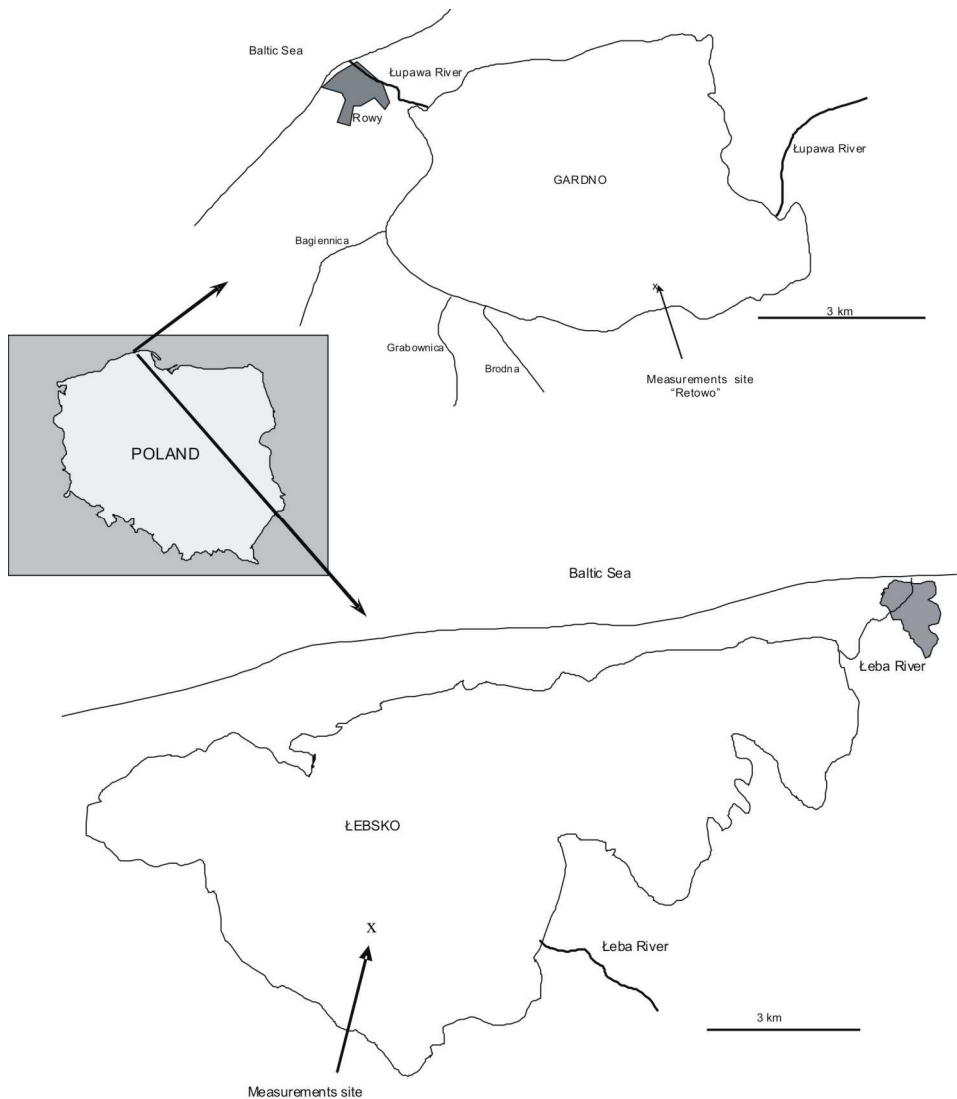 Baltic Sea
Łupawa River
Rowy
GARDNO
Łupawa River
Bagiennica
x
3 km
Grabownica
Brodna
Measurements site
"Retowo"
POLAND
Baltic Sea
Łeba River
ŁEBSKO
X
Łeba River
3 km
Measurements site